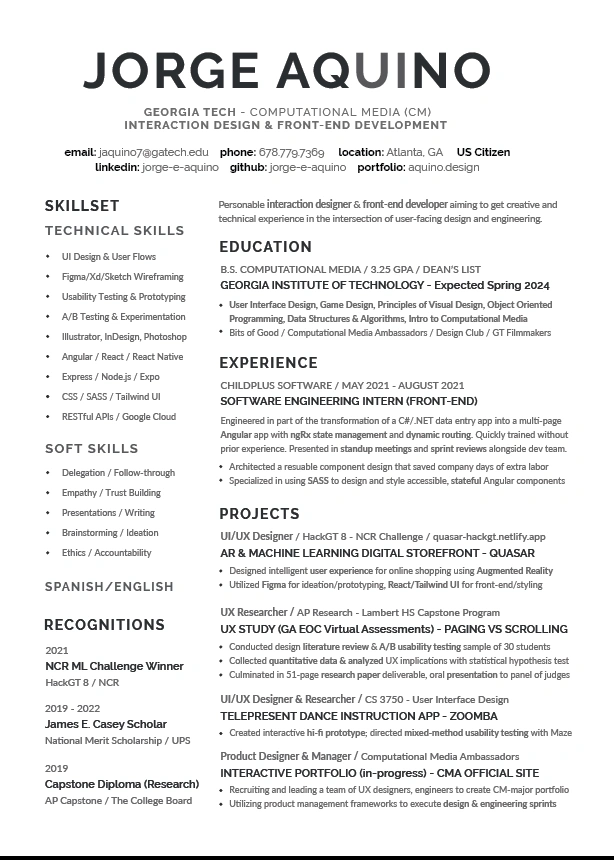 JORGE AQUINO
GEORGIA TECH - COMPUTATIONAL MEDIA (CM)
INTERACTION DESIGN & FRONT-END DEVELOPMENT
email: jaquino7@gatech.edu phone: 678.779.7369 location: Atlanta, GA US Citizen
linkedin: jorge-e-aquino github: jorge-e-aquino portfolio: aquino.design
SKILLSET
TECHNICAL SKILLS
• UI Design & User Flows
• Figma/Xd/Sketch Wireframing
• Usability Testing & Prototyping
• A/B Testing & Experimentation
• Illustrator, InDesign, Photoshop
• Angular / React / React Native
• Express / Node.js / Expo
• CSS / SASS / Tailwind UI
• RESTful APIs / Google Cloud
SOFT SKILLS
• Delegation / Follow-through
• Empathy / Trust Building
• Presentations / Writing
• Brainstorming / Ideation
• Ethics / Accountability
SPANISH/ENGLISH
RECOGNITIONS
2021
NCR ML Challenge Winner
HackGT 8 / NCR
2019 - 2022
James E. Casey Scholar
National Merit Scholarship / UPS
2019
Capstone Diploma (Research)
AP Capstone / The College Board
Personable interaction designer & front-end developer aiming to get creative and
technical experience in the intersection of user-facing design and engineering.
EDUCATION
B.S. COMPUTATIONAL MEDIA / 3.25 GPA / DEAN'S LIST
GEORGIA INSTITUTE OF TECHNOLOGY - Expected Spring 2024
• User Interface Design, Game Design, Principles of Visual Design, Object Oriented
Programming, Data Structures & Algorithms, Intro to Computational Media
• Bits of Good / Computational Media Ambassadors / Design Club / GT Filmmakers
EXPERIENCE
CHILDPLUS SOFTWARE / MAY 2021 - AUGUST 2021
SOFTWARE ENGINEERING INTERN (FRONT-END)
Engineered in part of the transformation of a C#/.NET data entry app into a multi-page
Angular app with ngRx state management and dynamic routing. Quickly trained without
prior experience. Presented in standup meetings and sprint reviews alongside dev team.
• Architected a resuable component design that saved company days of extra labor
• Specialized in using SASS to design and style accessible, stateful Angular components
PROJECTS
UI/UX Designer / HackGT 8 - NCR Challenge / quasar-hackgt.netlify.app
AR & MACHINE LEARNING DIGITAL STOREFRONT - QUASAR
• Designed intelligent user experience for online shopping using Augmented Reality
• Utilized Figma for ideation/prototyping, React/Tailwind UI for front-end/styling
UX Researcher / AP Research - Lambert HS Capstone Program
UX STUDY (GA EOC Virtual Assessments) - PAGING VS SCROLLING
• Conducted design literature review & A/B usability testing sample of 30 students
• Collected quantitative data & analyzed UX implications with statistical hypothesis test
• Culminated in 51-page research paper deliverable, oral presentation to panel of judges
UI/UX Designer & Researcher / CS 3750 - User Interface Design
TELEPRESENT DANCE INSTRUCTION APP - ZOOMBA
• Created interactive hi-fi prototype; directed mixed-method usability testing with Maze
Product Designer & Manager / Computational Media Ambassadors
INTERACTIVE PORTFOLIO (in-progress) - CMA OFFICIAL SITE
• Recruiting and leading a team of UX designers, engineers to create CM-major portfolio
• Utilizing product management frameworks to execute design & engineering sprints